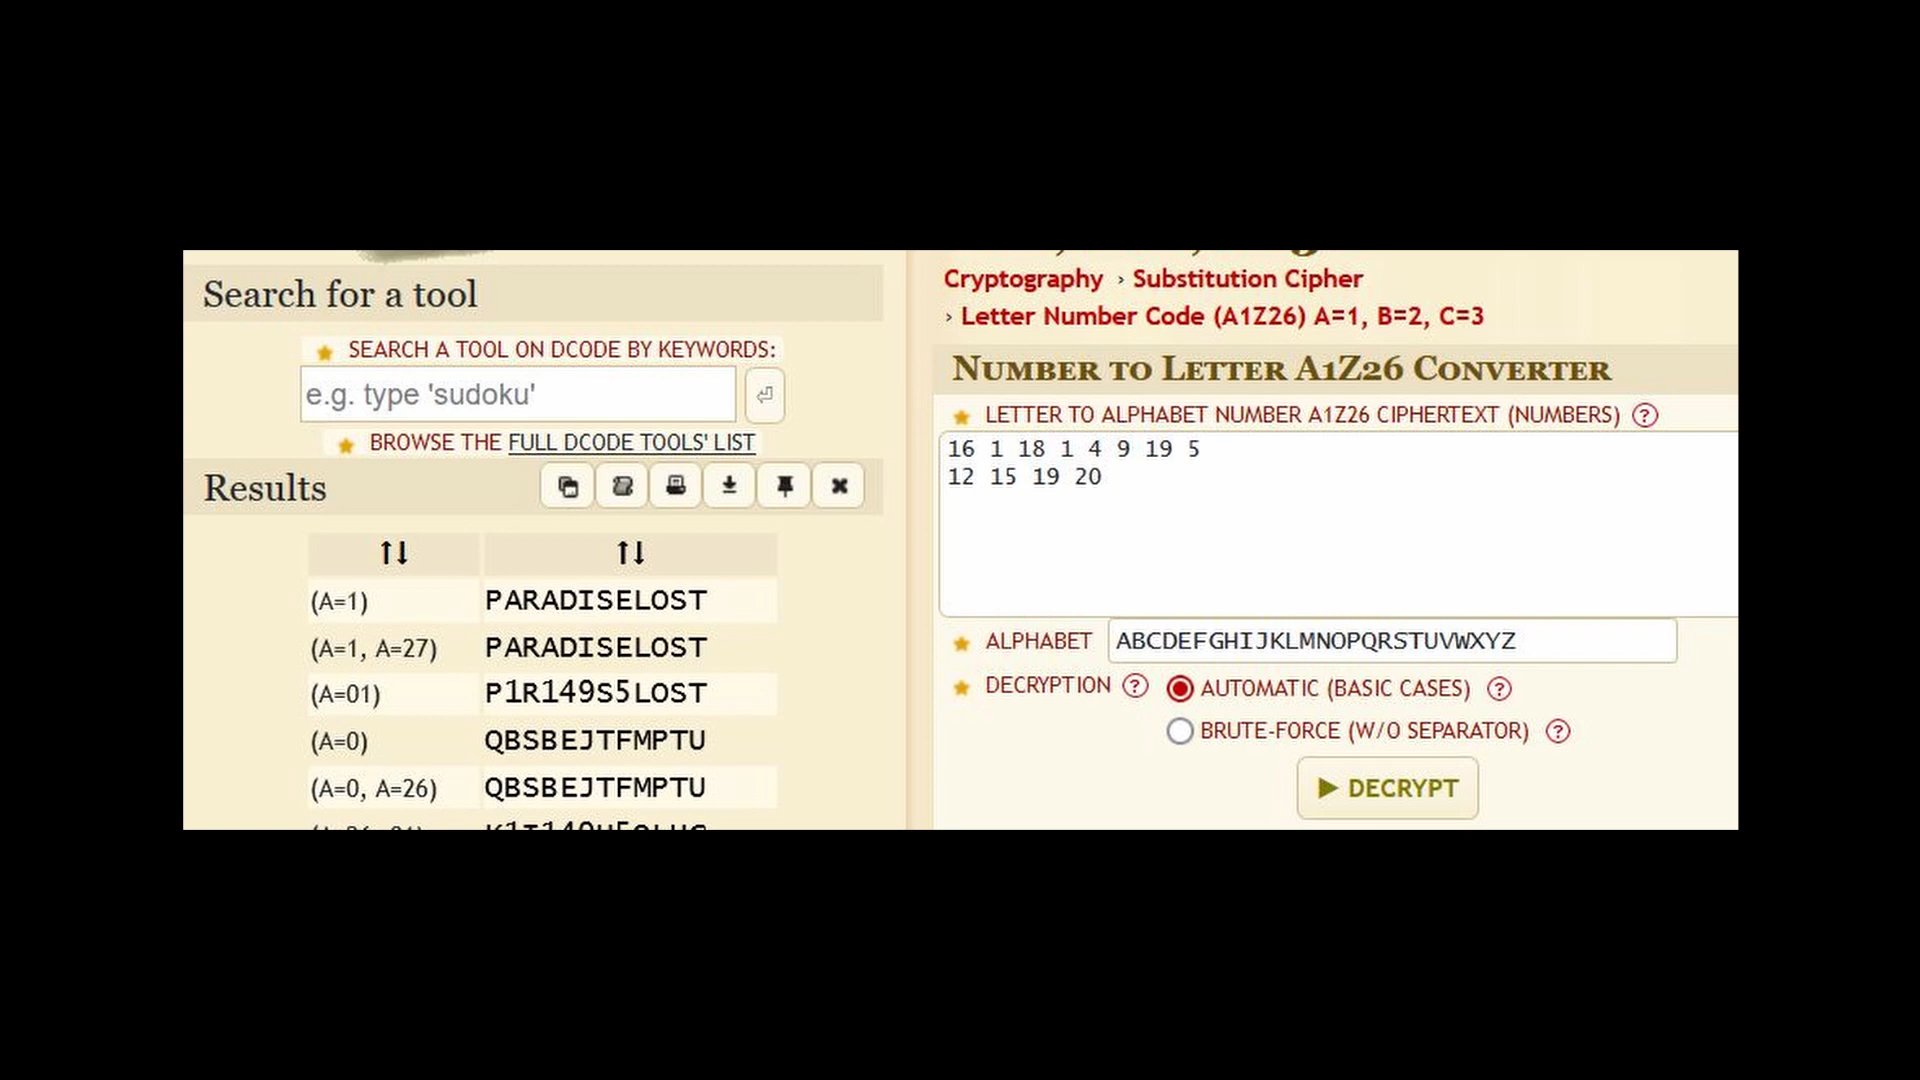 Search for a tool
SEARCH A TOOL ON DCODE BY KEYWORDS:
e.g. type 'sudoku'
BROWSE THE FULL DCODE TOOLS' LIST
Results
↑↓ ↑↓
(A=1) PARADISELOST
(A=1, A=27) PARADISELOST
(A=01) P1R149S5LOST
(A=0) QBSBEJTFMPTU
(A=0, A=26) QBSBEJTFMPTU
Cryptography › Substitution Cipher
› Letter Number Code (A1Z26) A=1, B=2, C=3
NUMBER TO LETTER A1Z26 CONVERTER
LETTER TO ALPHABET NUMBER A1Z26 CIPHERTEXT (NUMBERS) ?
16 1 18 1 4 9 19 5
12 15 19 20
ALPHABET ABCDEFGHIJKLMNOPQRSTUVWXYZ
DECRYPTION ? AUTOMATIC (BASIC CASES) ?
BRUTE-FORCE (W/O SEPARATOR) ?
▶ DECRYPT